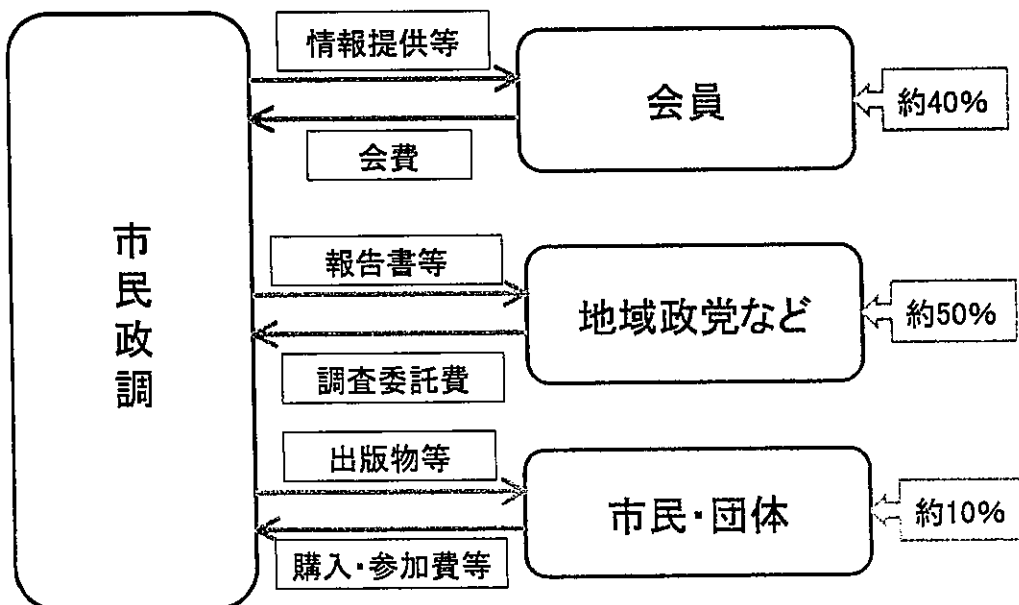 市民政調
情報提供等
会費
会員
約40%
報告書等
調査委託費
地域政党など
約50%
出版物等
購入・参加費等
市民・団体
約10%